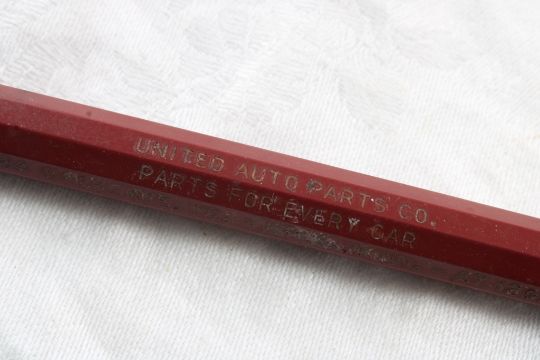 UNITED AUTO PARTS CO.
PARTS FOR EVERY CAR